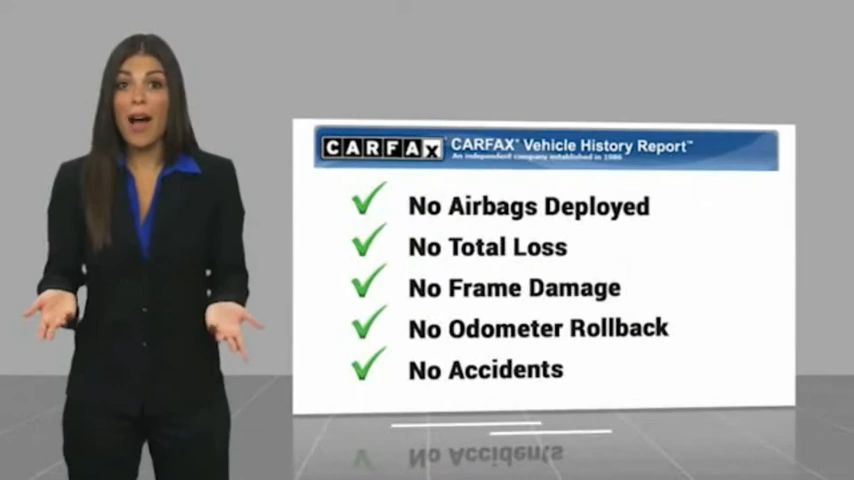 CARFAX CARFAX® Vehicle History Report™
An independent company established in 1986
No Airbags Deployed
No Total Loss
No Frame Damage
No Odometer Rollback
No Accidents
No Accidents